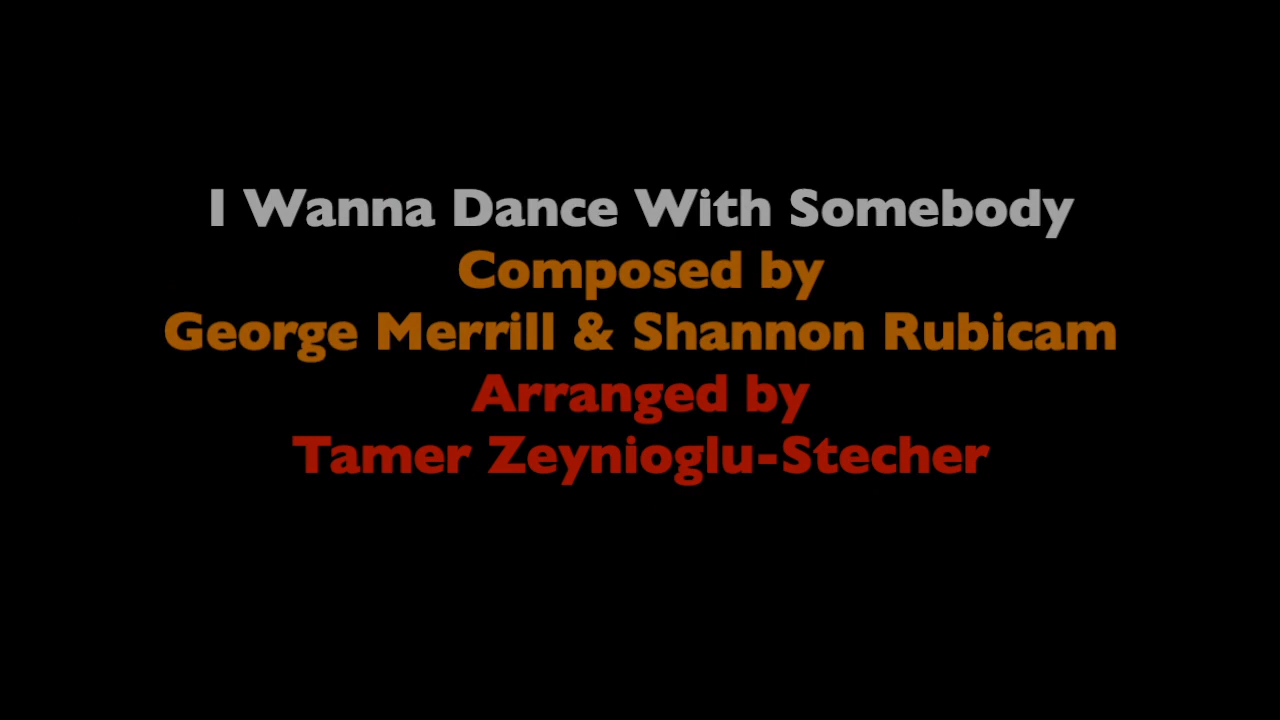 I Wanna Dance With Somebody
Composed by
George Merrill & Shannon Rubicam
Arranged by
Tamer Zeynioglu-Stecher